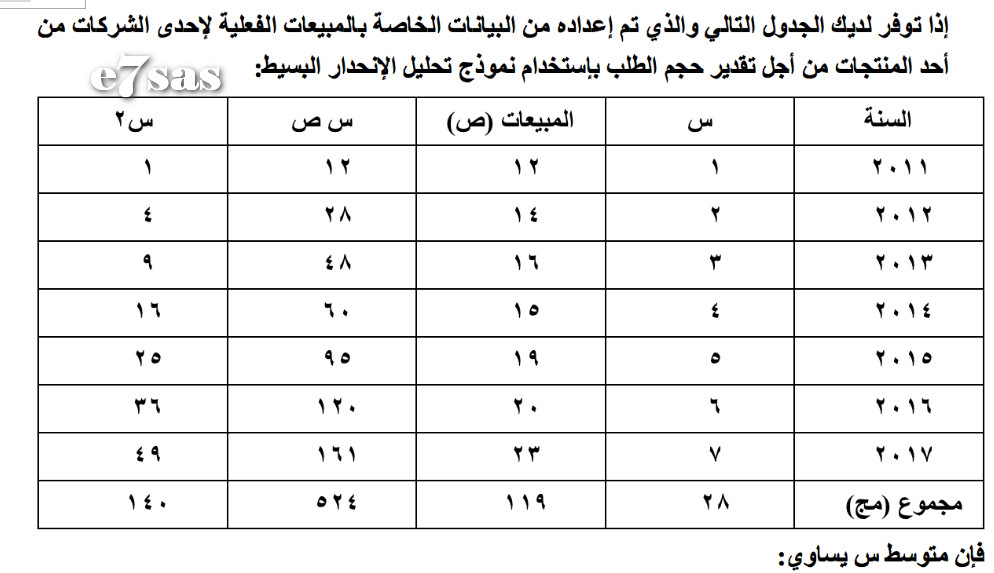 إذا توفر لديك الجدول التالي والذي تم إعداده من البيانات الخاصة بالمبيعات الفعلية لإحدى الشركات من
أحد المنتجات من أجل تقدير حجم الطلب بإستخدام نموذج تحليل الإنحدار البسيط:
e7sas
السنة س المبيعات (ص) س ص س٢
٢٠١١ ١ ١٢ ١٢ ١
٢٠١٢ ٢ ١٤ ٢٨ ٤
٢٠١٣ ٣ ١٦ ٤٨ ٩
٢٠١٤ ٤ ١٥ ٦٠ ١٦
٢٠١٥ ٥ ١٩ ٩٥ ٢٥
٢٠١٦ ٦ ٢٠ ١٢٠ ٣٦
٢٠١٧ ٧ ٢٣ ١٦١ ٤٩
مجموع (مج) ٢٨ ١١٩ ٥٢٤ ١٤٠
فإن متوسط س يساوي: